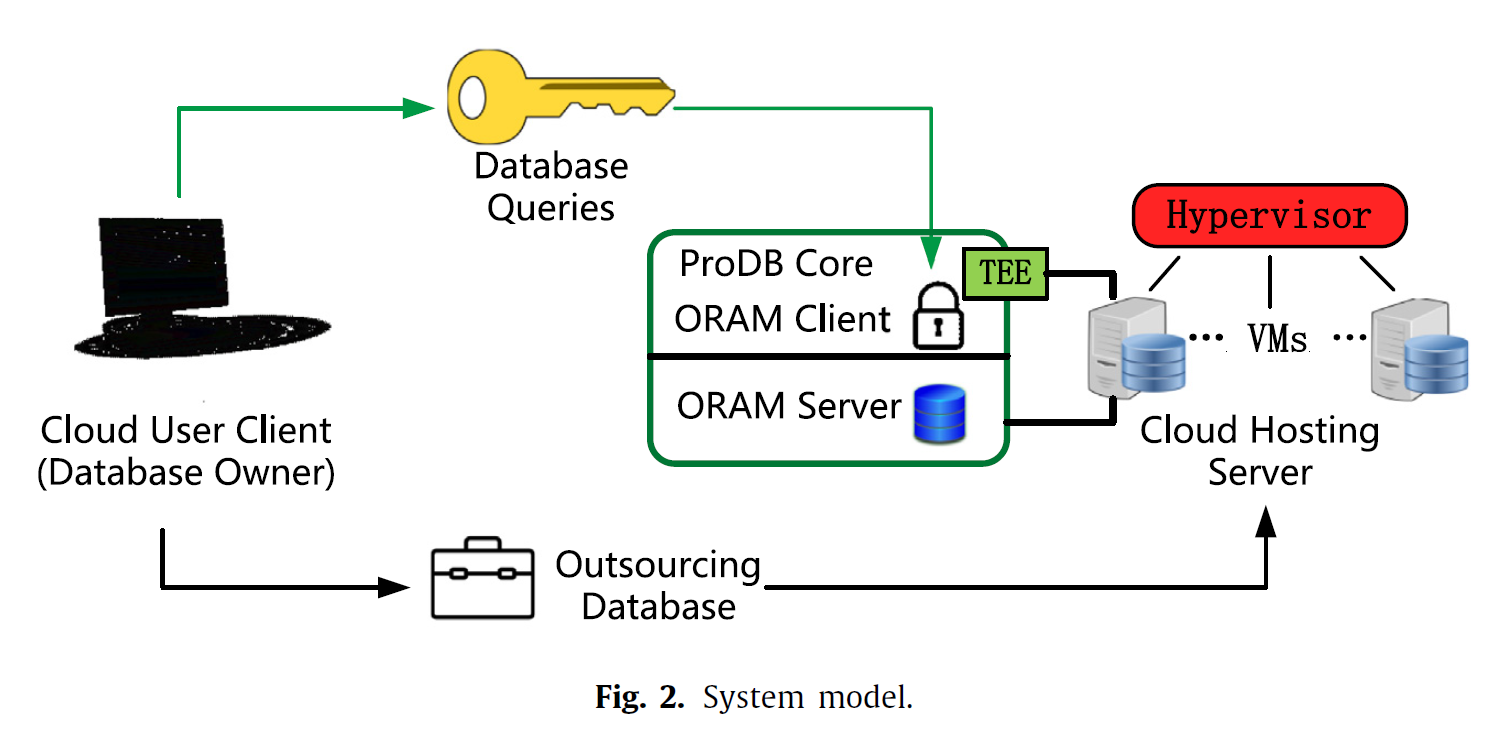 Database
Queries
Hypervisor
ProDB Core
TEE
ORAM Client
··· VMs ···
ORAM Server
Cloud User Client
(Database Owner)
Cloud Hosting
Server
Outsourcing
Database
Fig. 2. System model.